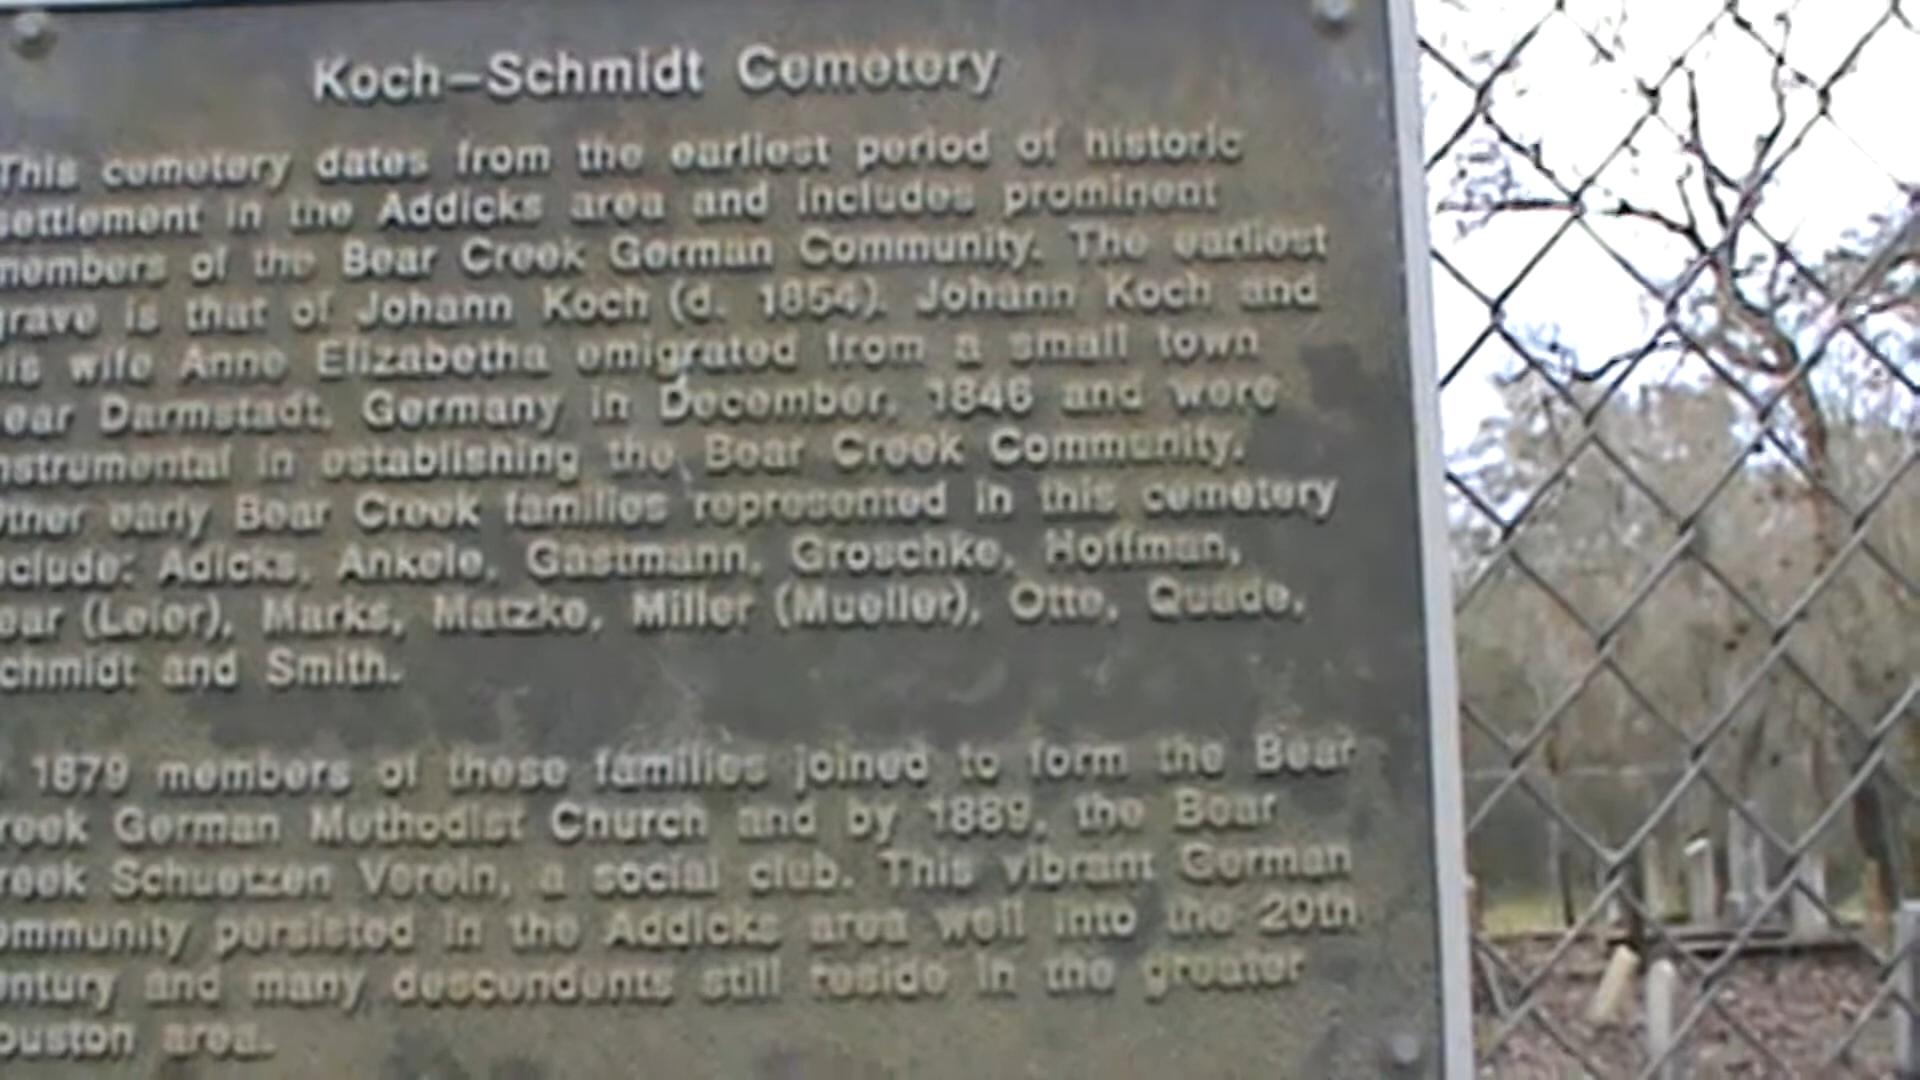 Koch-Schmidt Cemetery
This cemetery dates from the earliest period of historic
settlement in the Addicks area and includes prominent
members of the Bear Creek German Community. The earliest
grave is that of Johann Koch (d. 1854). Johann Koch and
is wife Anne Elizabetha emigrated from a small town
ear Darmstadt, Germany in December, 1846 and were
nstrumental in establishing the Bear Creek Community.
ther early Bear Creek families represented in this cemetery
clude: Adicks, Ankele, Gastmann, Groschke, Hoffman,
ear (Leier), Marks, Matzke, Miller (Mueller), Otte, Quade,
chmidt and Smith.
1879 members of these families joined to form the Bear
reek German Methodist Church and by 1889, the Bear
reek Schuetzen Verein, a social club. This vibrant German
ommunity persisted in the Addicks area well into the 20th
entury and many descendents still reside in the greater
ouston area.